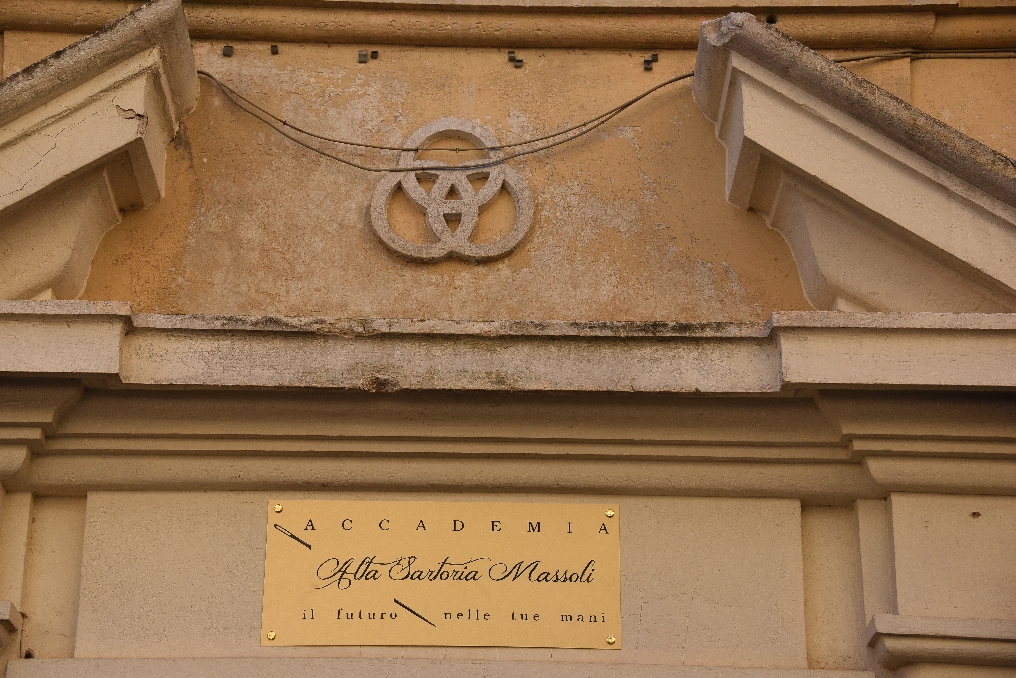 ACCADEMIA
Alta Sartoria Massoli
il futuro nelle tue mani